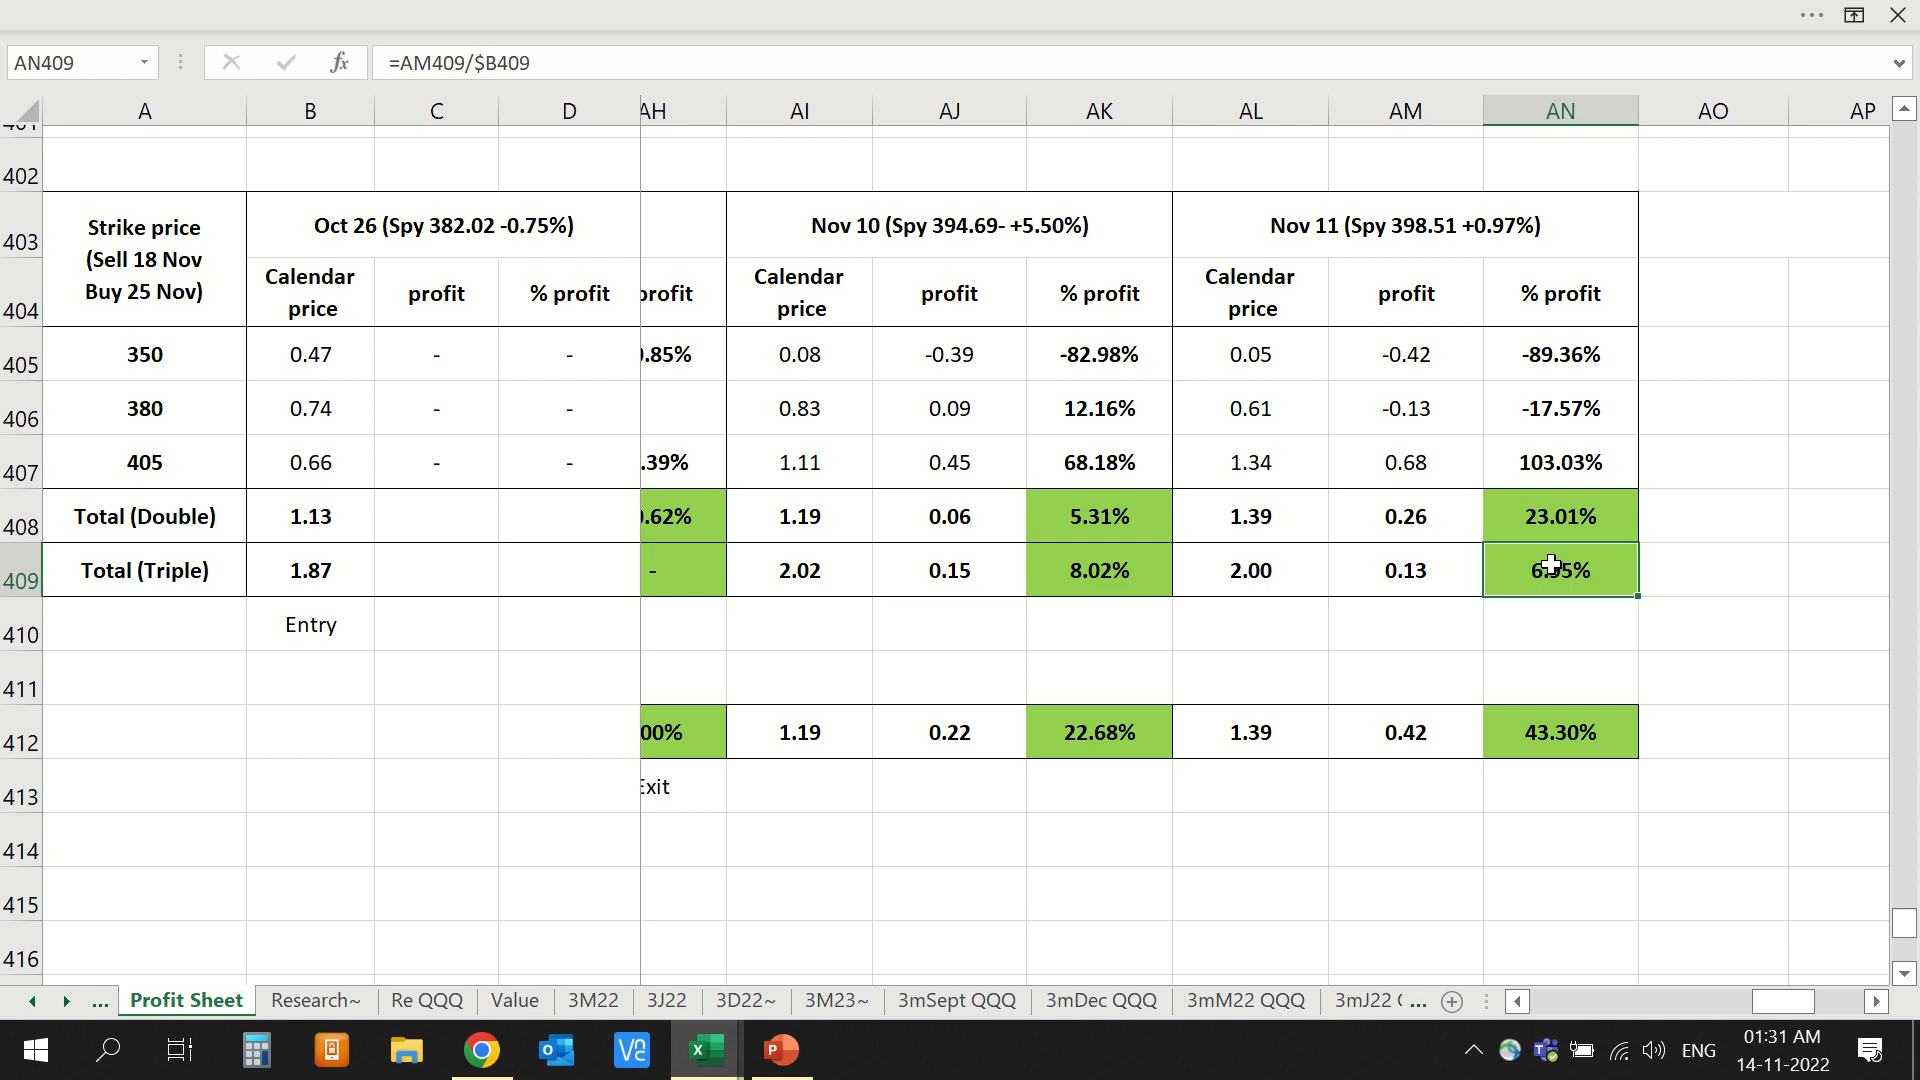 AN409
fx
=AM409/$B409
A B C D AH AI AJ AK AL AM AN AO AP
402
403 Strike price (Sell 18 Nov Buy 25 Nov) Oct 26 (Spy 382.02 -0.75%) Nov 10 (Spy 394.69- +5.50%) Nov 11 (Spy 398.51 +0.97%)
404 Calendar price profit % profit profit Calendar price profit % profit Calendar price profit % profit
405 350 0.47 - - .85% 0.08 -0.39 -82.98% 0.05 -0.42 -89.36%
406 380 0.74 - - 0.83 0.09 12.16% 0.61 -0.13 -17.57%
407 405 0.66 - - .39% 1.11 0.45 68.18% 1.34 0.68 103.03%
408 Total (Double) 1.13 .62% 1.19 0.06 5.31% 1.39 0.26 23.01%
409 Total (Triple) 1.87 - 2.02 0.15 8.02% 2.00 0.13
410 Entry
411
412 00% 1.19 0.22 22.68% 1.39 0.42 43.30%
413 Exit
414
415
416
... Profit Sheet Research~ Re QQQ Value 3M22 3J22 3D22~ 3M23~ 3mSept QQQ 3mDec QQQ 3mM22 QQQ 3mJ22 ...
ENG 01:31 AM
14-11-2022